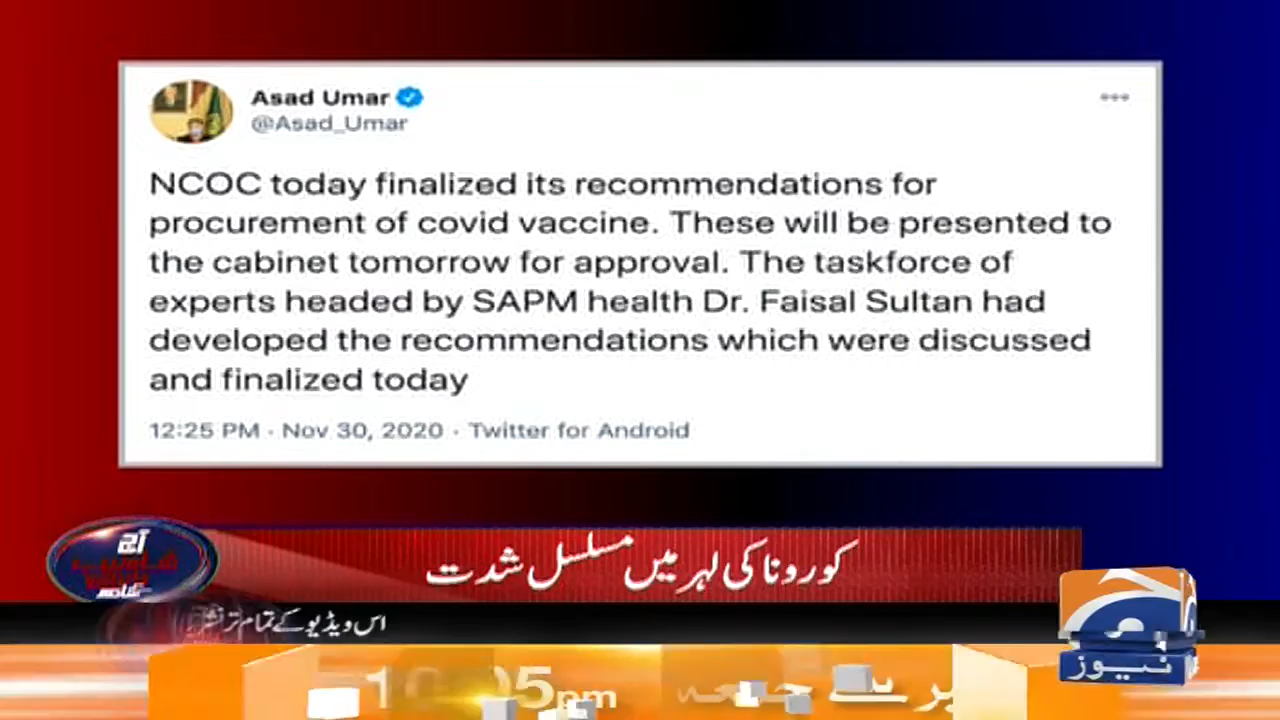 Asad Umar
@Asad_Umar
NCOC today finalized its recommendations for
procurement of covid vaccine. These will be presented to
the cabinet tomorrow for approval. The taskforce of
experts headed by SAPM health Dr. Faisal Sultan had
developed the recommendations which were discussed
and finalized today
12:25 PM · Nov 30, 2020 · Twitter for Android
آج
کورونا کی لہر میں مسلسل شدت
اس ویڈیو کے تمام تر
نیوز